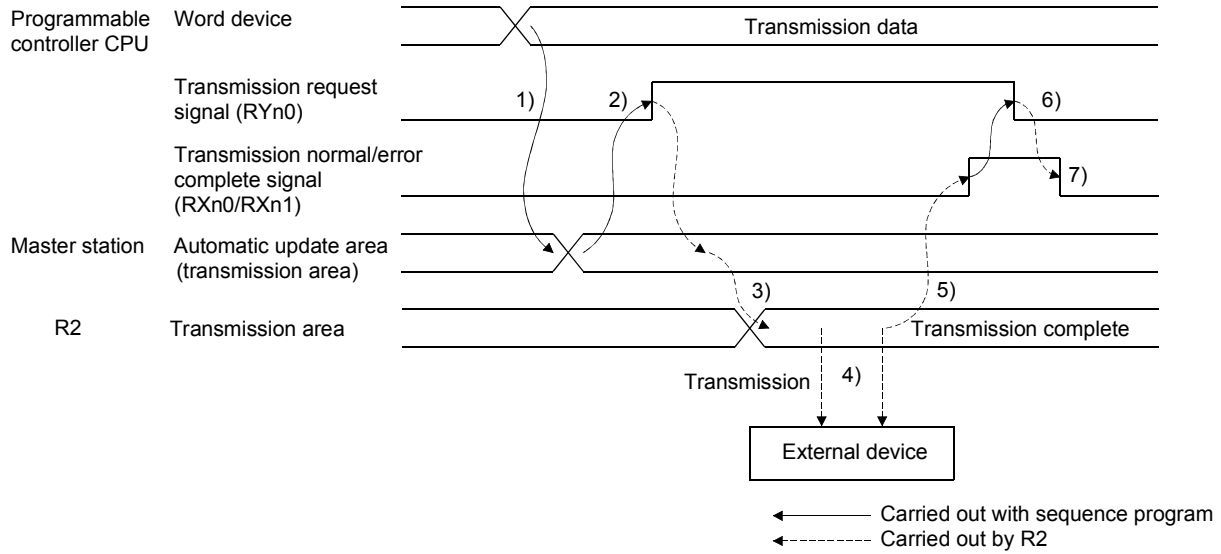 Programmable
controller CPU
Word device
Transmission data
Transmission request
signal (RYn0)
1)
2)
6)
Transmission normal/error
complete signal
(RXn0/RXn1)
7)
Master station
Automatic update area
(transmission area)
3)
5)
R2
Transmission area
Transmission complete
Transmission
4)
External device
Carried out with sequence program
Carried out by R2